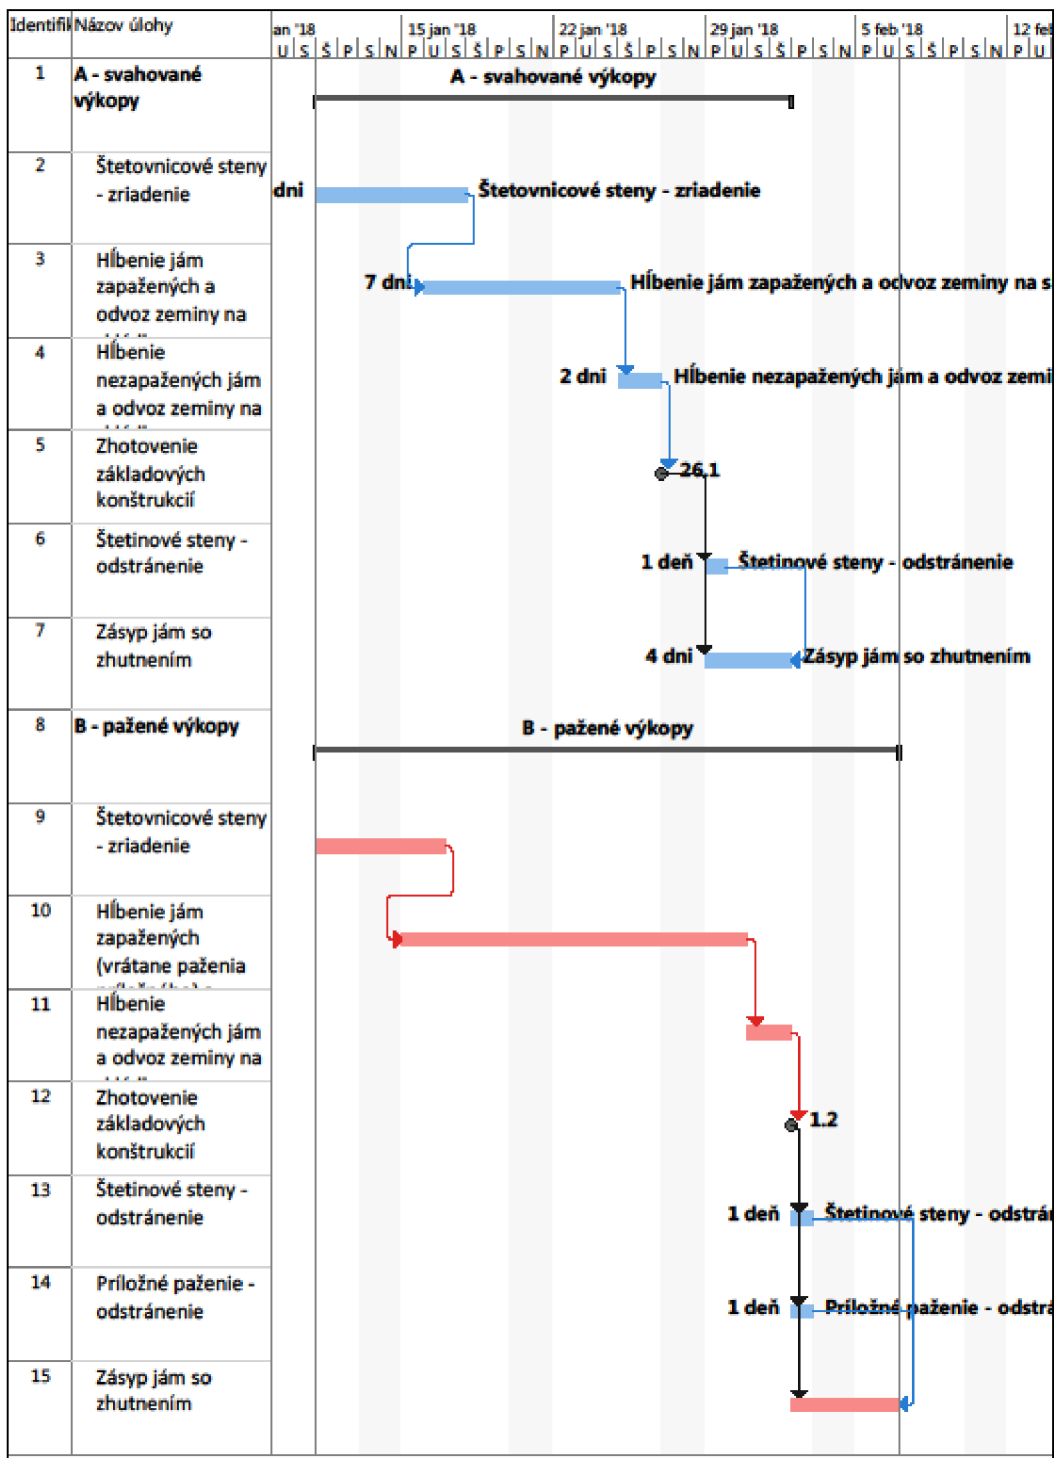 Identifik Názov úlohy
an '18 15 jan '18 22 jan '18 29 jan '18 5 feb '18 12 feb
U S Š P S N P U S Š P S N P U S Š P S N P U S Š P S N P U S Š P S N P U
1 A - svahované
výkopy
A - svahované výkopy
2 Štetovnicové steny
- zriadenie
dni Štetovnicové steny - zriadenie
3 Hĺbenie jám
zapažených a
odvoz zeminy na
7 dni Hĺbenie jám zapažených a odvoz zeminy na s
4 Hĺbenie
nezapažených jám
a odvoz zeminy na
2 dni Hĺbenie nezapažených jám a odvoz zemi
5 Zhotovenie
základových
konštrukcií
26.1
6 Štetinové steny -
odstránenie
1 deň Štetinové steny - odstránenie
7 Zásyp jám so
zhutnením
4 dni Zásyp jám so zhutnením
8 B - pažené výkopy
B - pažené výkopy
9 Štetovnicové steny
- zriadenie
10 Hĺbenie jám
zapažených
(vrátane paženia
11 Hĺbenie
nezapažených jám
a odvoz zeminy na
12 Zhotovenie
základových
konštrukcií
1.2
13 Štetinové steny -
odstránenie
1 deň Štetinové steny - odstrán
14 Príložné paženie -
odstránenie
1 deň Príložné paženie - odstrá
15 Zásyp jám so
zhutnením